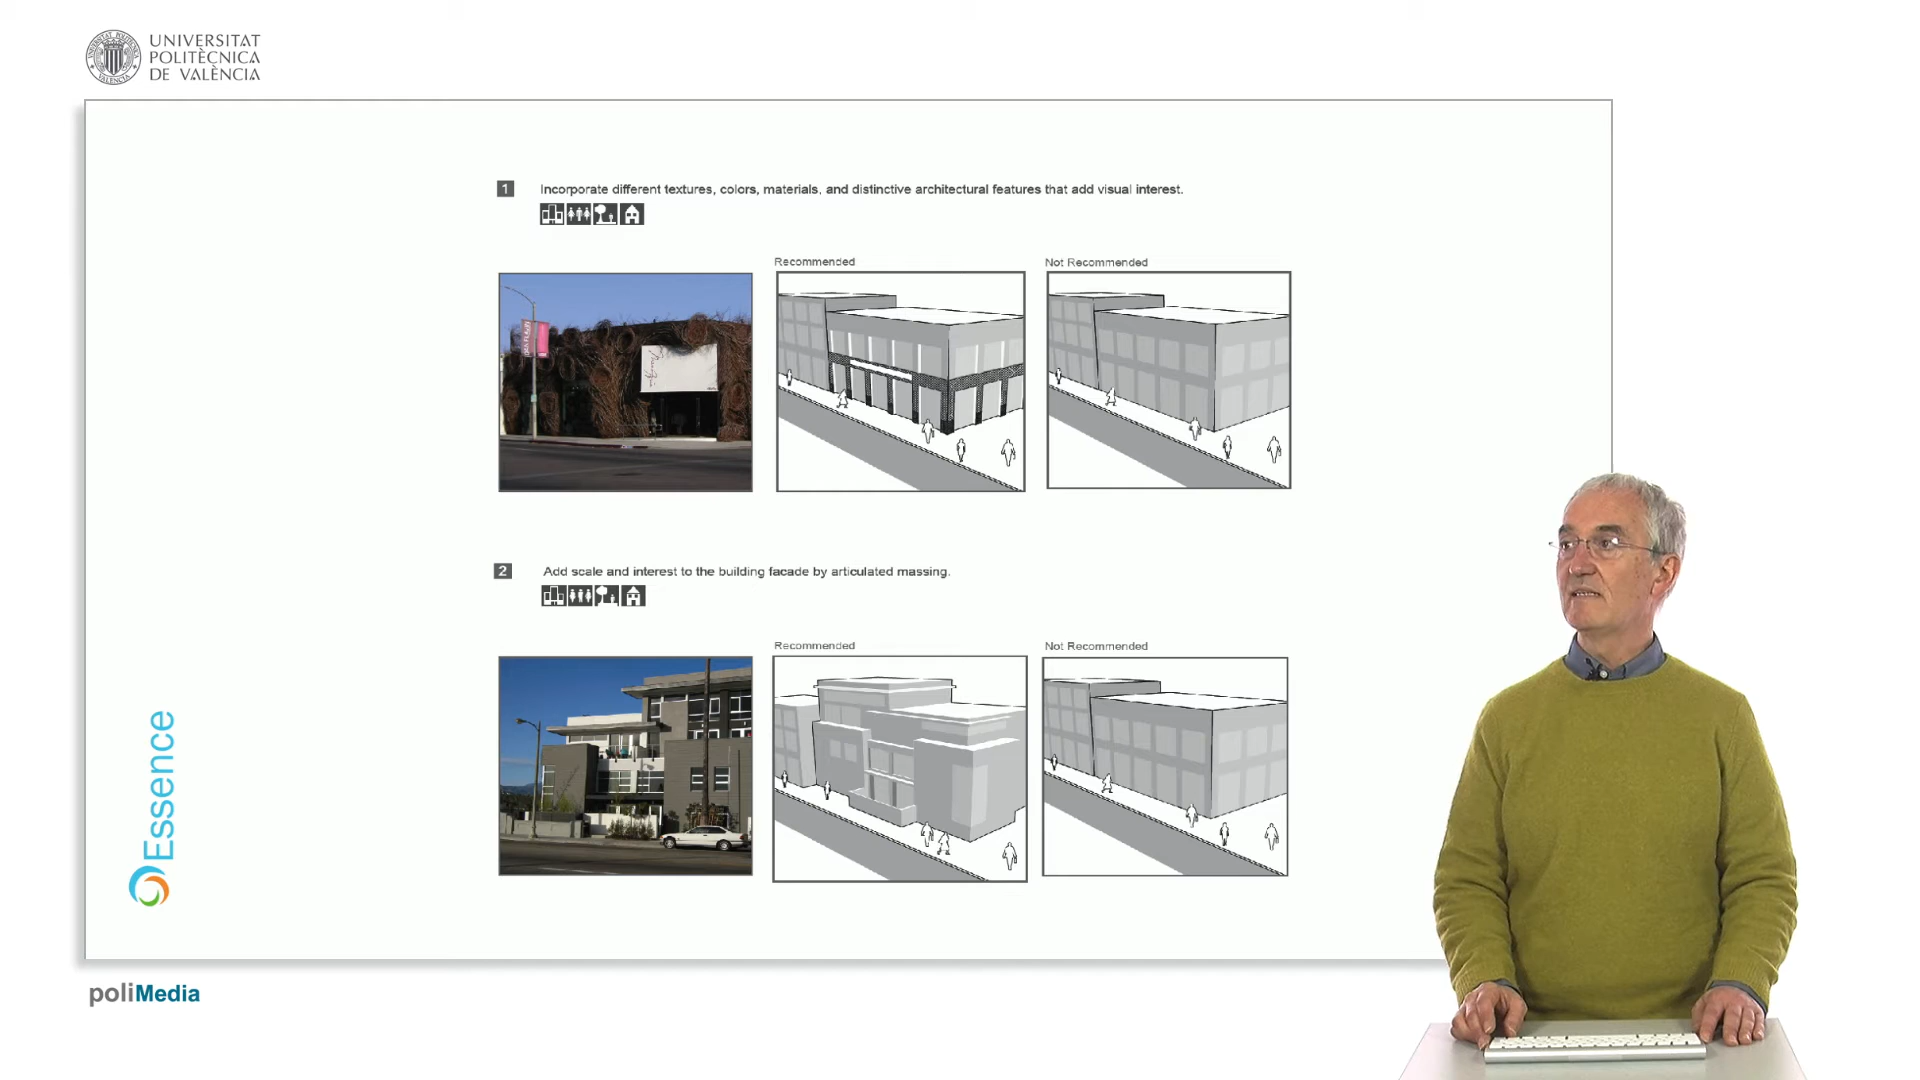 UNIVERSITAT
POLITÈCNICA
DE VALÈNCIA
1 Incorporate different textures, colors, materials, and distinctive architectural features that add visual interest.
Recommended
Not Recommended
2 Add scale and interest to the building facade by articulated massing.
Recommended
Not Recommended
Essence
poliMedia